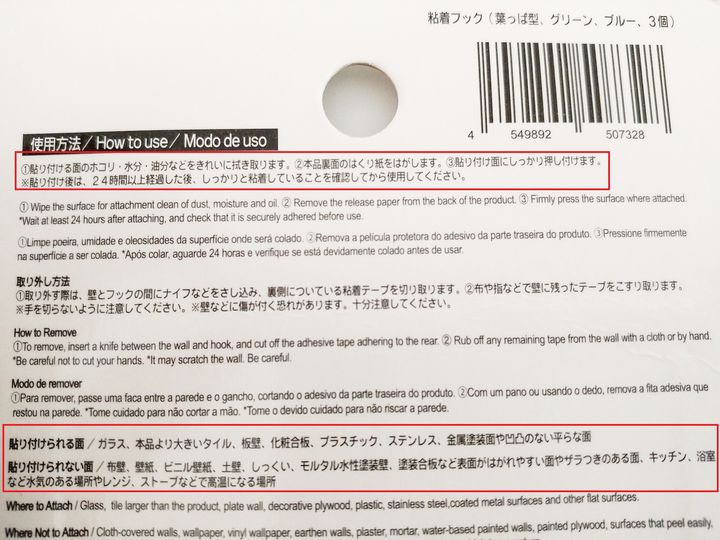 粘着フック（葉っぱ型、グリーン、ブルー、3個）
4 549892 507328
使用方法/How to use/Modo de uso
①貼り付ける面のホコリ・水分・油分などをきれいに拭き取ります。②本品裏面のはくり紙をはがします。③貼り付け面にしっかり押し付けます。
※貼り付け後は、24時間以上経過した後、しっかりと粘着していることを確認してから使用してください。
① Wipe the surface for attachment clean of dust, moisture and oil. ② Remove the release paper from the back of the product. ③ Firmly press the surface where attached.
*Wait at least 24 hours after attaching, and check that it is securely adhered before use.
①Limpe poeira, umidade e oleosidades da superfície onde será colado. ②Remova a película protetora do adesivo da parte traseira do produto. ③Pressione firmemente
na superfície a ser colada. *Após colar, aguarde 24 horas e verifique se está devidamente colado antes de usar.
取り外し方法
①取り外す際は、壁とフックの間にナイフなどをさし込み、裏側についている粘着テープを切り取ります。②布や指などで壁に残ったテープをこすり取ります。
※手を切らないように注意してください。※壁などに傷が付く恐れがあります。十分注意してください。
How to Remove
①To remove, insert a knife between the wall and hook, and cut off the adhesive tape adhering to the rear. ② Rub off any remaining tape from the wall with a cloth or by hand.
*Be careful not to cut your hands. *It may scratch the wall. Be careful.
Modo de remover
①Para remover, passe uma faca entre a parede e o gancho, cortando o adesivo da parte traseira do produto. ②Com um pano ou usando o dedo, remova a fita adesiva que
restou na parede. *Tome cuidado para não cortar a mão. *Tome o devido cuidado para não riscar a parede.
貼り付けられる面/ガラス、本品より大きいタイル、板壁、化粧合板、プラスチック、ステンレス、金属塗装面や凹凸のない平らな面
貼り付けられない面/布壁、壁紙、ビニル壁紙、土壁、しっくい、モルタル水性塗装壁、塗装合板など表面がはがれやすい面やザラつきのある面、キッチン、浴室
など水気のある場所やレンジ、ストーブなどで高温になる場所
Where to Attach / Glass, tile larger than the product, plate wall, decorative plywood, plastic, stainless steel,coated metal surfaces and other flat surfaces.
Where Not to Attach / Cloth-covered walls, wallpaper, vinyl wallpaper, earthen walls, plaster, mortar, water-based painted walls, painted plywood, surfaces that peel easily,